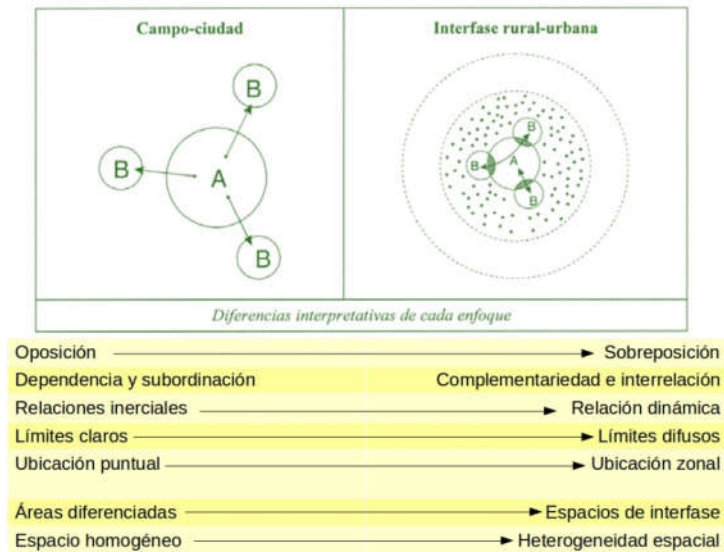 Campo-ciudad
Interfase rural-urbana
B
B
A
B
B
B
A
B
Diferencias interpretativas de cada enfoque
Oposición Sobreposición
Dependencia y subordinación Complementariedad e interrelación
Relaciones inerciales Relación dinámica
Límites claros Límites difusos
Ubicación puntual Ubicación zonal
Áreas diferenciadas Espacios de interfase
Espacio homogéneo Heterogeneidad espacial